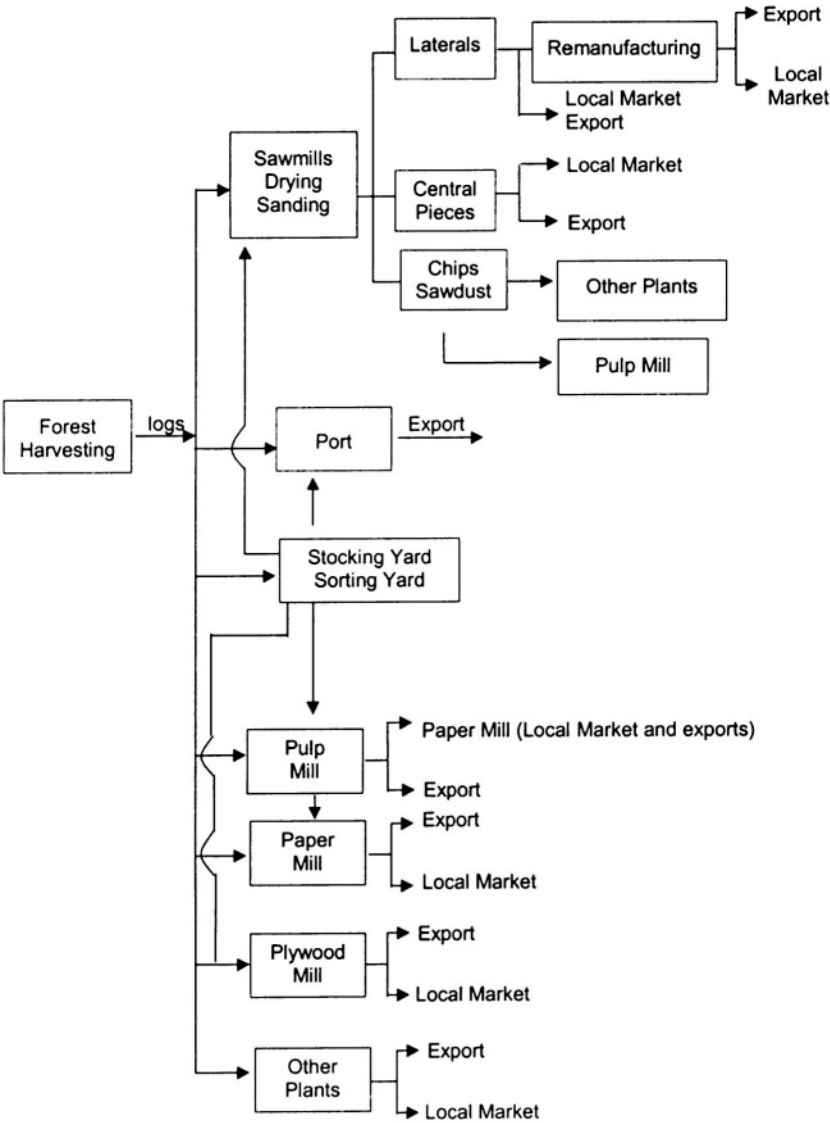 Export
Laterals
Remanufacturing
Local
Market
Local Market
Export
Sawmills
Drying
Sanding
Local Market
Central
Pieces
Export
Chips
Sawdust
Other Plants
Pulp Mill
Forest
Harvesting
logs
Port
Export
Stocking Yard
Sorting Yard
Paper Mill (Local Market and exports)
Pulp
Mill
Export
Export
Paper
Mill
Local Market
Export
Plywood
Mill
Local Market
Export
Other
Plants
Local Market